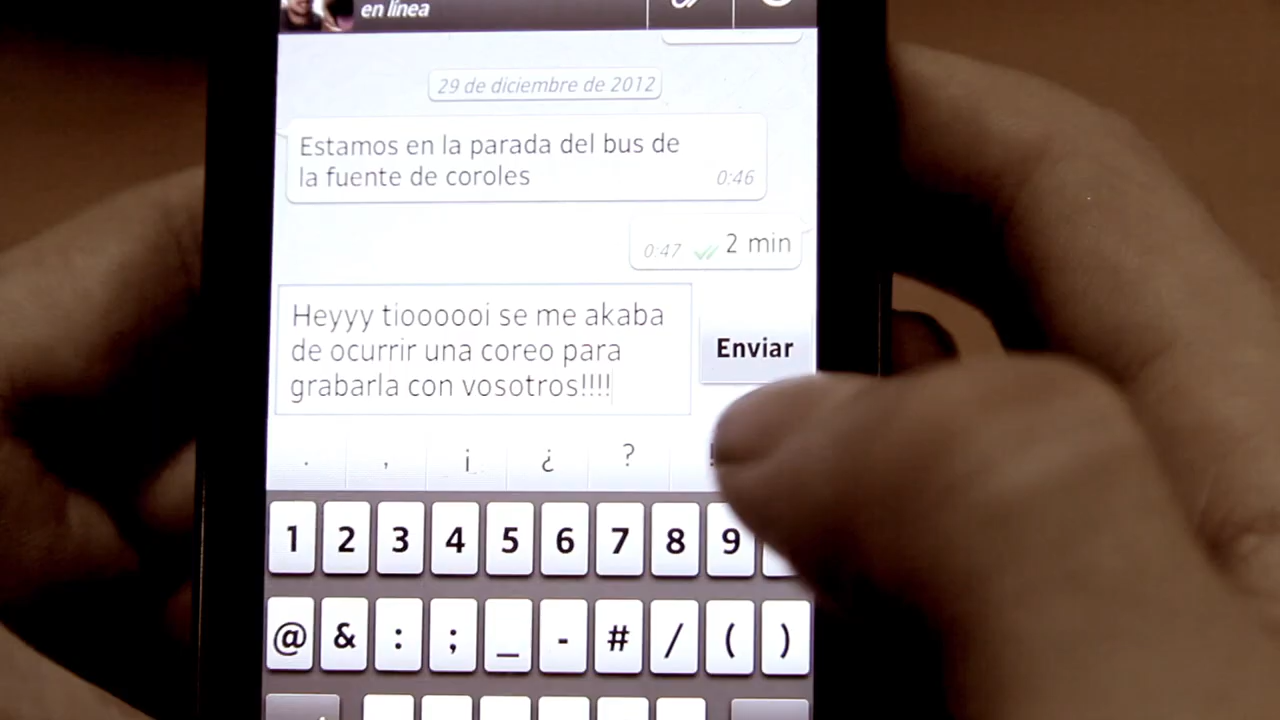 en línea
29 de diciembre de 2012
Estamos en la parada del bus de
la fuente de coroles
0:46
0:47 2 min
Heyyy tioooooi se me akaba
de ocurrir una coreo para
grabarla con vosotros!!!!
Enviar
. , ¡ ¿ ? !
1 2 3 4 5 6 7 8 9
@ & : ; _ - # / ( )